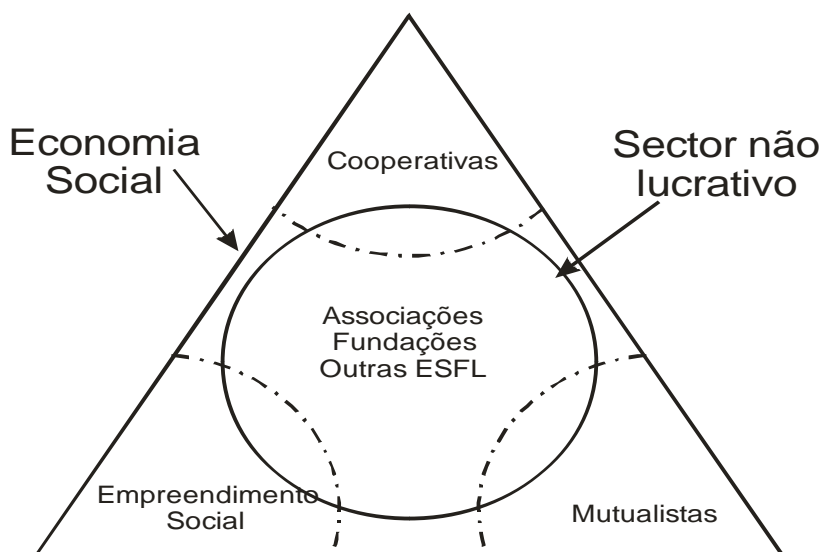 Economia
Social
Cooperativas
Sector não
lucrativo
Associações
Fundações
Outras ESFL
Empreendimento
Social
Mutualistas